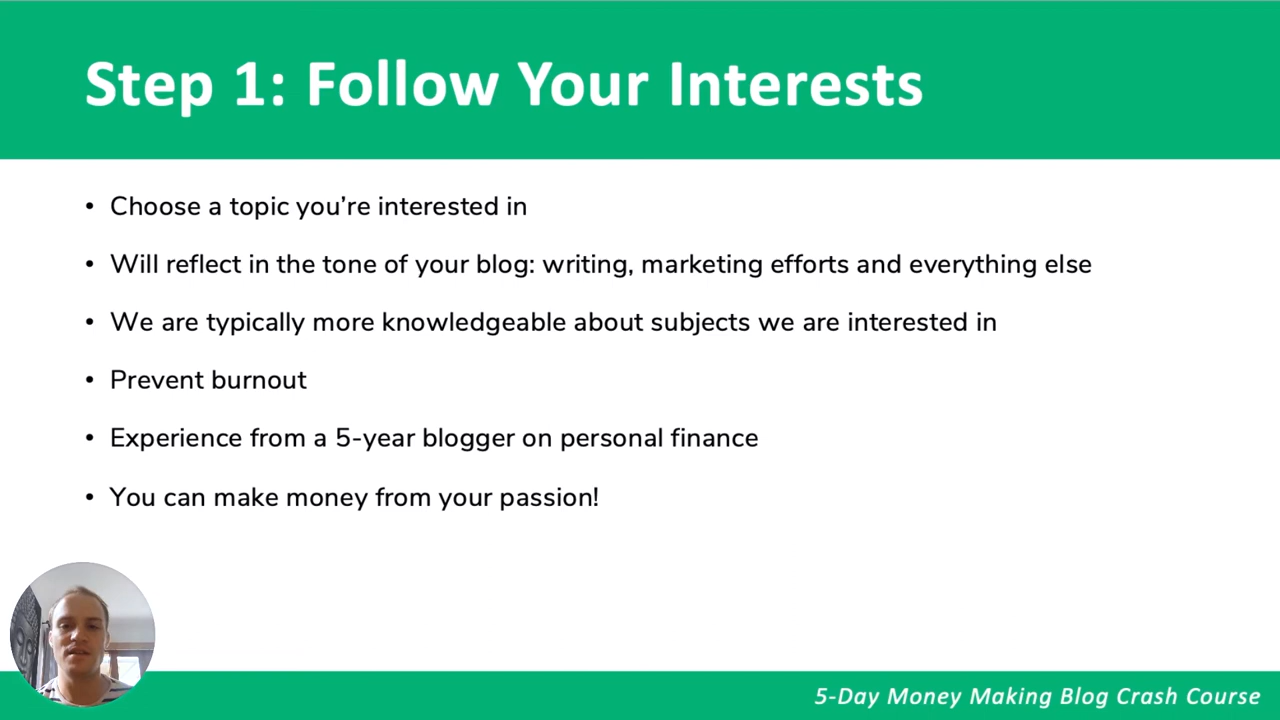 Step 1: Follow Your Interests
• Choose a topic you’re interested in
• Will reflect in the tone of your blog: writing, marketing efforts and everything else
• We are typically more knowledgeable about subjects we are interested in
• Prevent burnout
• Experience from a 5-year blogger on personal finance
• You can make money from your passion!
5-Day Money Making Blog Crash Course